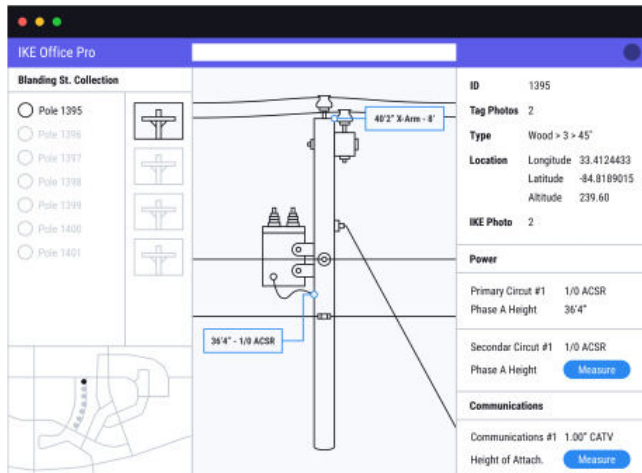 IKE Office Pro
Blanding St. Collection
Pole 1395
Pole 1396
Pole 1397
Pole 1398
Pole 1399
Pole 1400
Pole 1401
40'2" X-Arm - 8'
36'4" - 1/0 ACSR
ID 1395
Tag Photos 2
Type Wood > 3 > 45"
Location Longitude 33.4124433
Latitude -84.8189015
Altitude 239.60
IKE Photo 2
Power
Primary Circut #1 1/0 ACSR
Phase A Height 36'4"
Secondar Circut #1 1/0 ACSR
Phase A Height Measure
Communications
Communications #1 1.00" CATV
Height of Attach. Measure